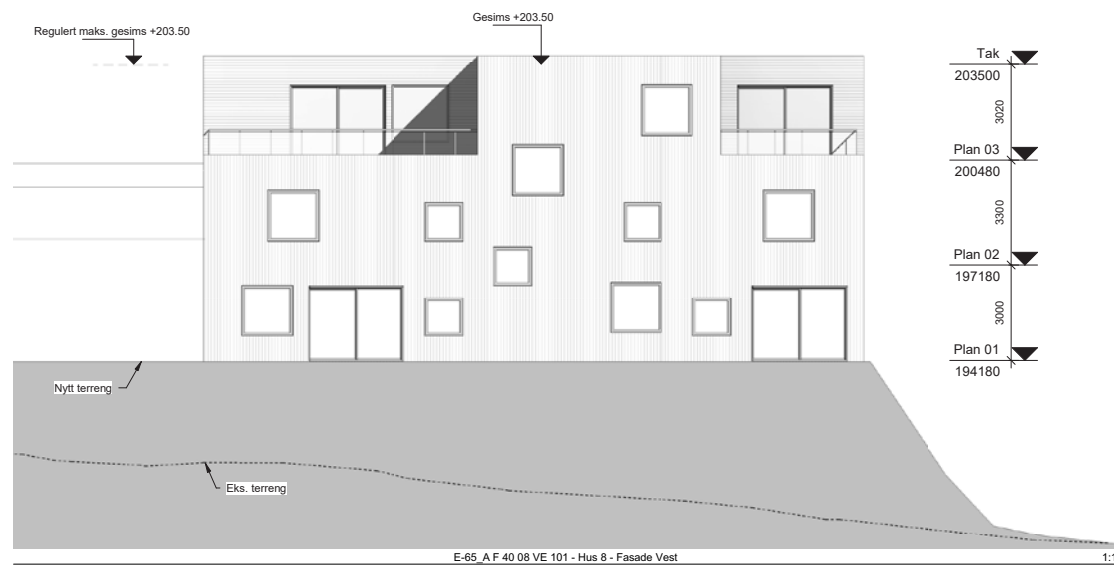 Gesims +203.50
Regulert maks. gesims +203.50
Tak
203500
3020
Plan 03
200480
3300
Plan 02
197180
3000
Plan 01
194180
Nytt terreng
Eks. terreng
E-65_A F 40 08 VE 101 - Hus 8 - Fasade Vest